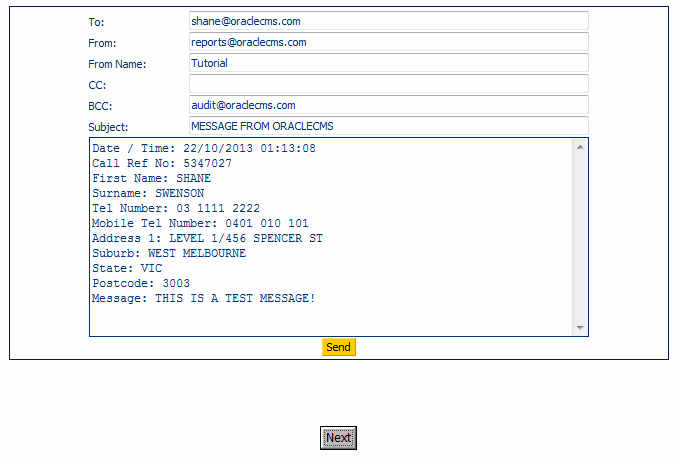 To: shane@oraclecms.com
From: reports@oraclecms.com
From Name: Tutorial
CC:
BCC: audit@oraclecms.com
Subject: MESSAGE FROM ORACLECMS
Date / Time: 22/10/2013 01:13:08
Call Ref No: 5347027
First Name: SHANE
Surname: SWENSON
Tel Number: 03 1111 2222
Mobile Tel Number: 0401 010 101
Address 1: LEVEL 1/456 SPENCER ST
Suburb: WEST MELBOURNE
State: VIC
Postcode: 3003
Message: THIS IS A TEST MESSAGE!
Send
Next